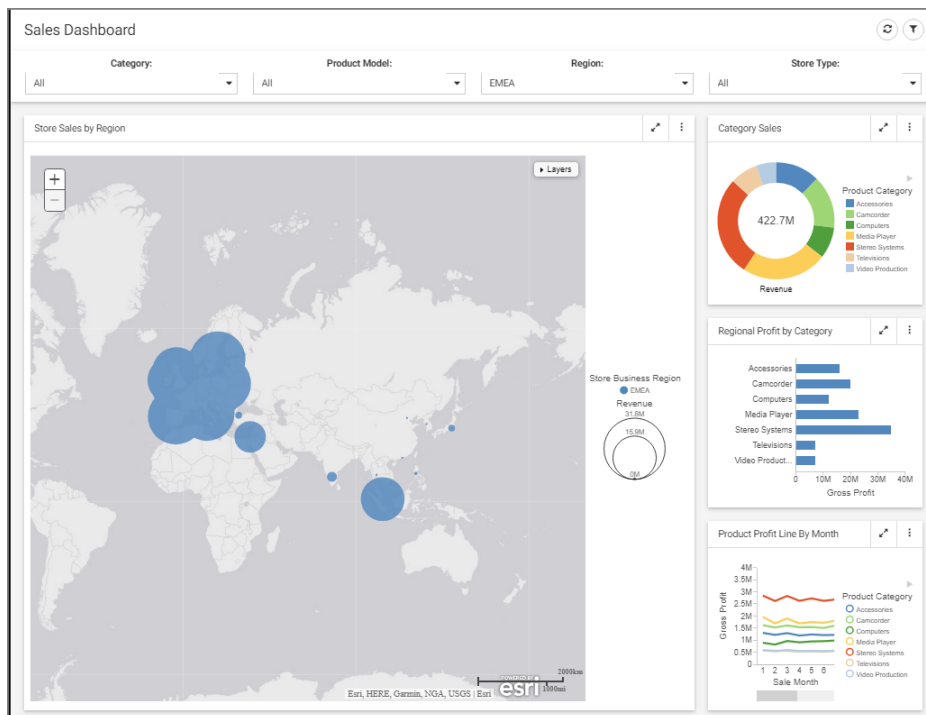 Sales Dashboard
Category: Product Model: Region: Store Type:
All All EMEA All
Store Sales by Region
+
−
Layers
Store Business Region
EMEA
Revenue
31.8M
15.9M
0M
2000km
1000mi
POWERED BY
esri
Esri, HERE, Garmin, NGA, USGS | Esri
Category Sales
422.7M
Revenue
Product Category
Accessories
Camcorder
Computers
Media Player
Stereo Systems
Televisions
Video Production
Regional Profit by Category
Accessories
Camcorder
Computers
Media Player
Stereo Systems
Televisions
Video Product...
0M 10M 20M 30M 40M
Gross Profit
Product Profit Line By Month
Gross Profit
4M
3.5M
3M
2.5M
2M
1.5M
1M
0.5M
0
1 2 3 4 5 6
Sale Month
Product Category
Accessories
Camcorder
Computers
Media Player
Stereo Systems
Televisions
Video Production